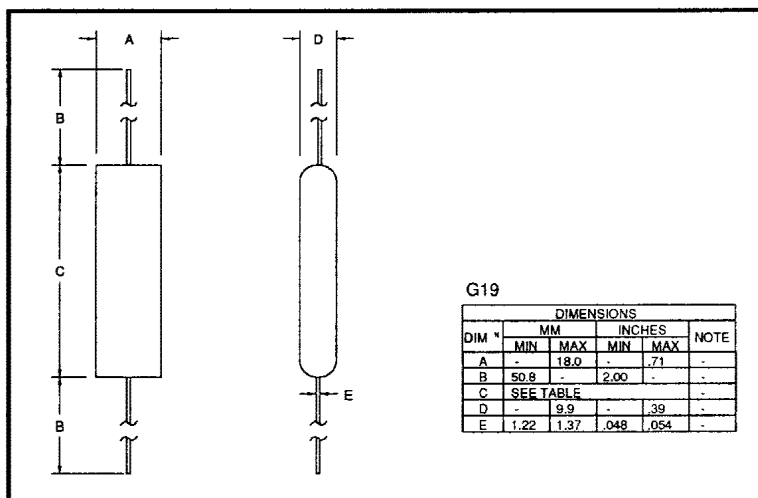 A
D
B
C
B
E
G19
DIMENSIONS
DIM MM INCHES NOTE
MIN MAX MIN MAX
A - 18.0 - .71 -
B 50.8 - 2.00 - -
C SEE TABLE -
D - 9.9 - .39 -
E 1.22 1.37 .048 .054 -